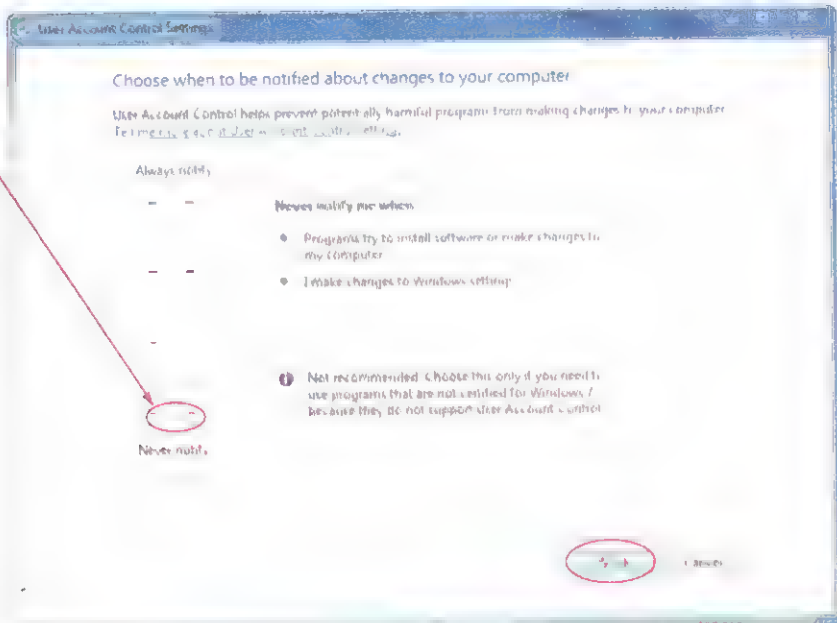 User Account Control Settings
Choose when to be notified about changes to your computer
User Account Control helps prevent potentially harmful programs from making changes to your computer.
Always notify
Never notify me when:
Programs try to install software or make changes to
my computer
I make changes to Windows settings
Not recommended. Choose this only if you need to
use programs that are not certified for Windows 7
because they do not support User Account Control.
Never notify
Cancel